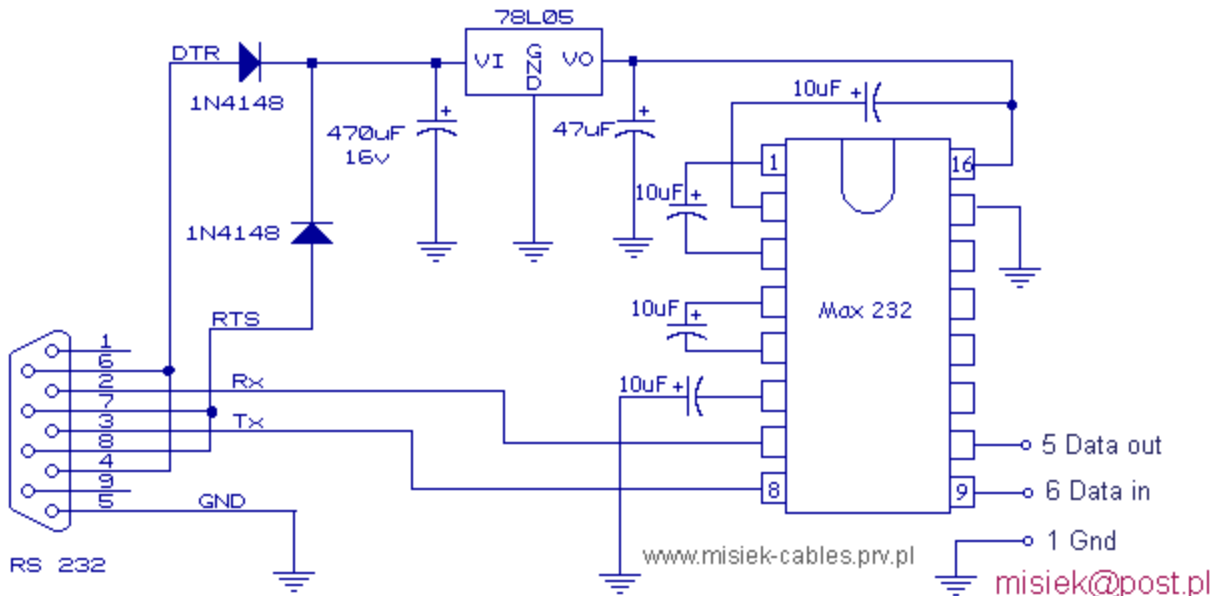 78L05
DTR
VI
GND
VO
1N4148
10uF +
+
470uF
16v
+
47uF
+
1
16
10uF +
1N4148
10uF
+
Max 232
RTS
1
6
2
Rx
10uF +
7
3
Tx
8
5 Data out
4
9
8
9
6 Data in
5
GND
1 Gnd
RS 232
www.misiek-cables.prv.pl
misiek@post.pl